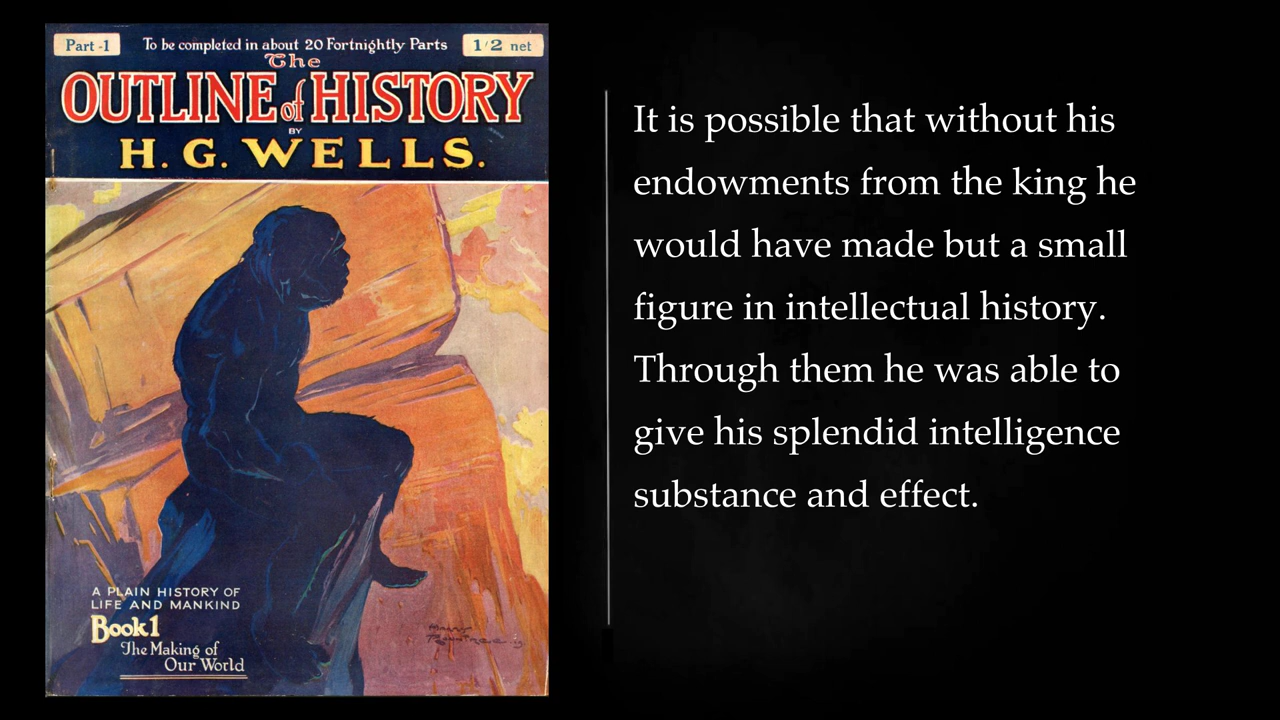 Part -1
To be completed in about 20 Fortnightly Parts
1/2 net
The
OUTLINE of HISTORY
BY
H. G. WELLS.
A PLAIN HISTORY OF
LIFE AND MANKIND
Book 1
The Making of
Our World
It is possible that without his
endowments from the king he
would have made but a small
figure in intellectual history.
Through them he was able to
give his splendid intelligence
substance and effect.